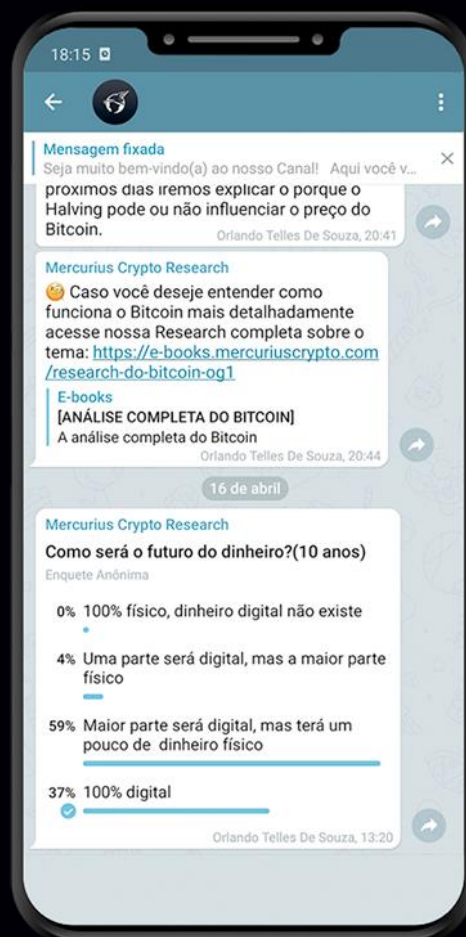 18:15
Mensagem fixada
Seja muito bem-vindo(a) ao nosso Canal! Aqui você v...
próximos dias iremos explicar o porque o
Halving pode ou não influenciar o preço do
Bitcoin.
Orlando Telles De Souza, 20:41
Mercurius Crypto Research
🧐 Caso você deseje entender como
funciona o Bitcoin mais detalhadamente
acesse nossa Research completa sobre o
tema: https://e-books.mercuriuscrypto.com
/research-do-bitcoin-og1
E-books
[ANÁLISE COMPLETA DO BITCOIN]
A análise completa do Bitcoin
Orlando Telles De Souza, 20:44
16 de abril
Mercurius Crypto Research
Como será o futuro do dinheiro?(10 anos)
Enquete Anónima
0% 100% físico, dinheiro digital não existe
4% Uma parte será digital, mas a maior parte
físico
59% Maior parte será digital, mas terá um
pouco de dinheiro físico
37% 100% digital
Orlando Telles De Souza, 13:20